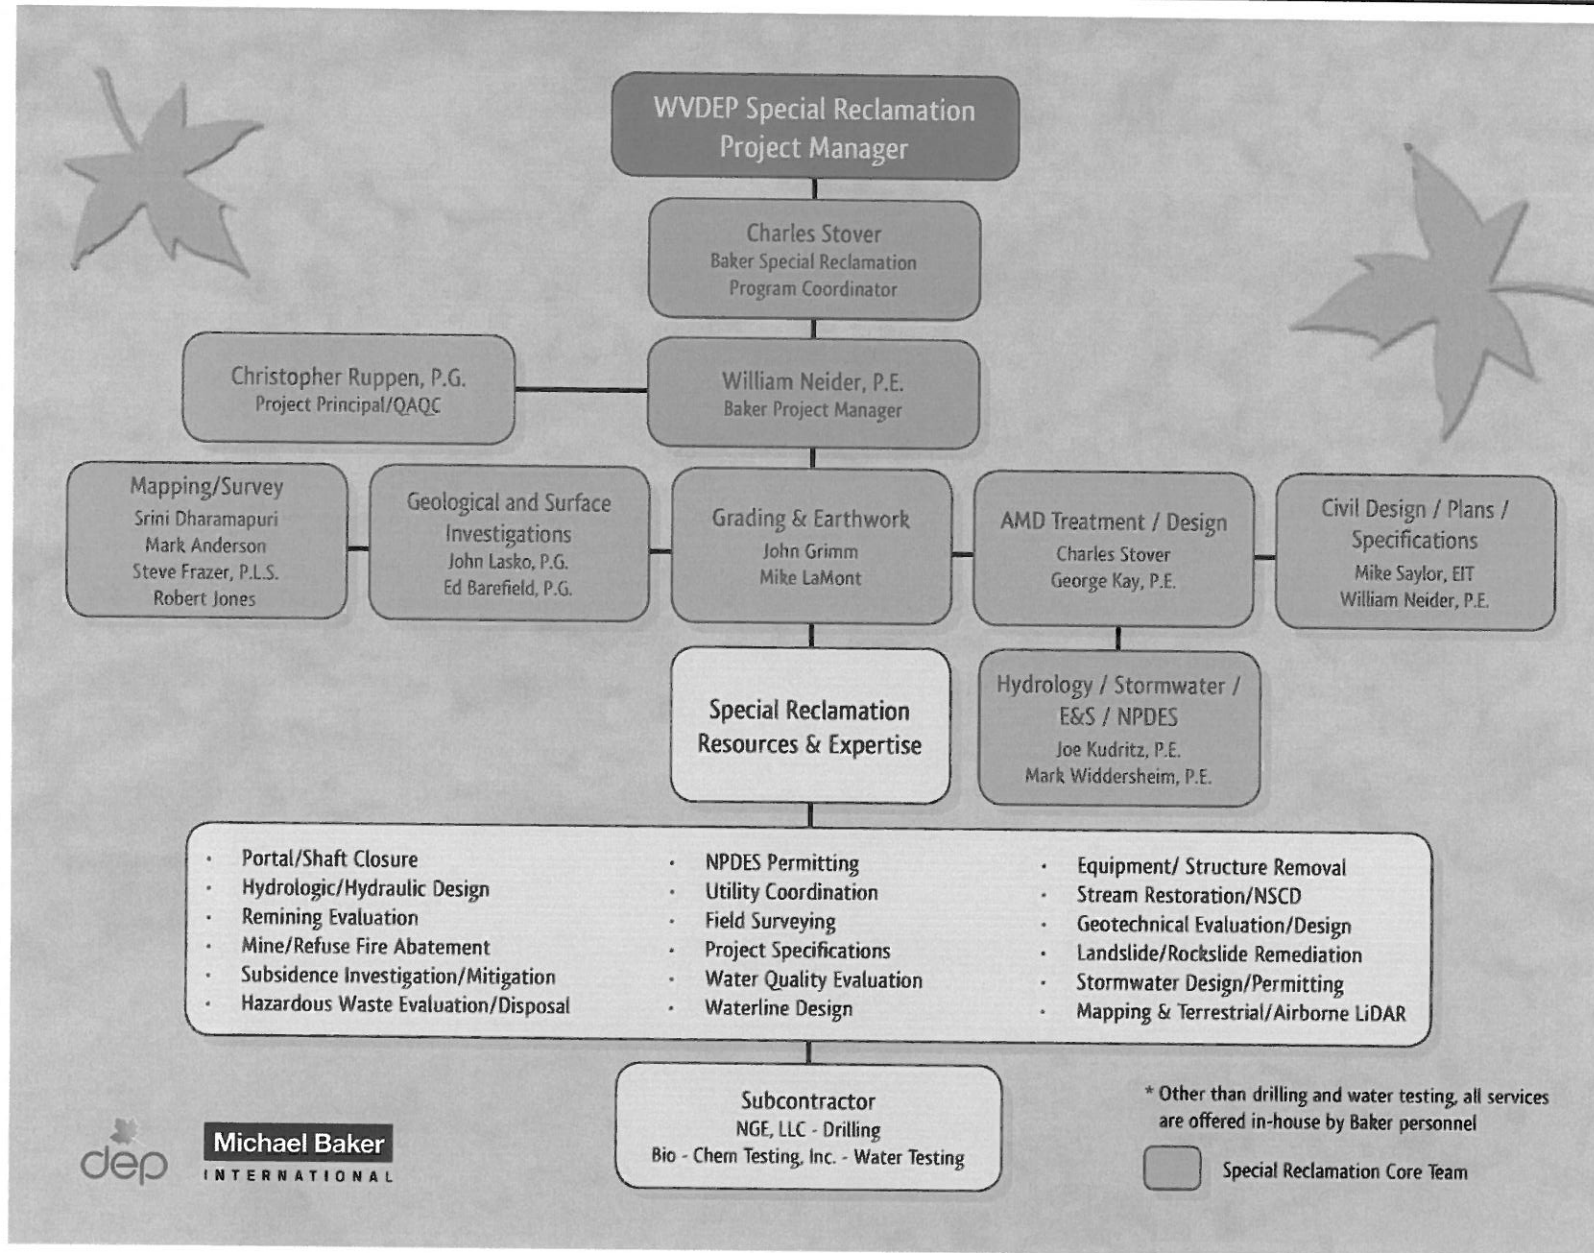 WVDEP Special Reclamation
Project Manager
Charles Stover
Baker Special Reclamation
Program Coordinator
Christopher Ruppen, P.G.
Project Principal/QAQC
William Neider, P.E.
Baker Project Manager
Mapping/Survey
Srini Dharamapuri
Mark Anderson
Steve Frazer, P.L.S.
Robert Jones
Geological and Surface
Investigations
John Lasko, P.G.
Ed Barefield, P.G.
Grading & Earthwork
John Grimm
Mike LaMont
AMD Treatment / Design
Charles Stover
George Kay, P.E.
Civil Design / Plans /
Specifications
Mike Saylor, EIT
William Neider, P.E.
Special Reclamation
Resources & Expertise
Hydrology / Stormwater /
E&S / NPDES
Joe Kudritz, P.E.
Mark Widdersheim, P.E.
· Portal/Shaft Closure
· Hydrologic/Hydraulic Design
· Remining Evaluation
· Mine/Refuse Fire Abatement
· Subsidence Investigation/Mitigation
· Hazardous Waste Evaluation/Disposal
· NPDES Permitting
· Utility Coordination
· Field Surveying
· Project Specifications
· Water Quality Evaluation
· Waterline Design
· Equipment/ Structure Removal
· Stream Restoration/NSCD
· Geotechnical Evaluation/Design
· Landslide/Rockslide Remediation
· Stormwater Design/Permitting
· Mapping & Terrestrial/Airborne LiDAR
Subcontractor
NGE, LLC - Drilling
Bio - Chem Testing, Inc. - Water Testing
* Other than drilling and water testing, all services
are offered in-house by Baker personnel
Special Reclamation Core Team
dep
Michael Baker
INTERNATIONAL